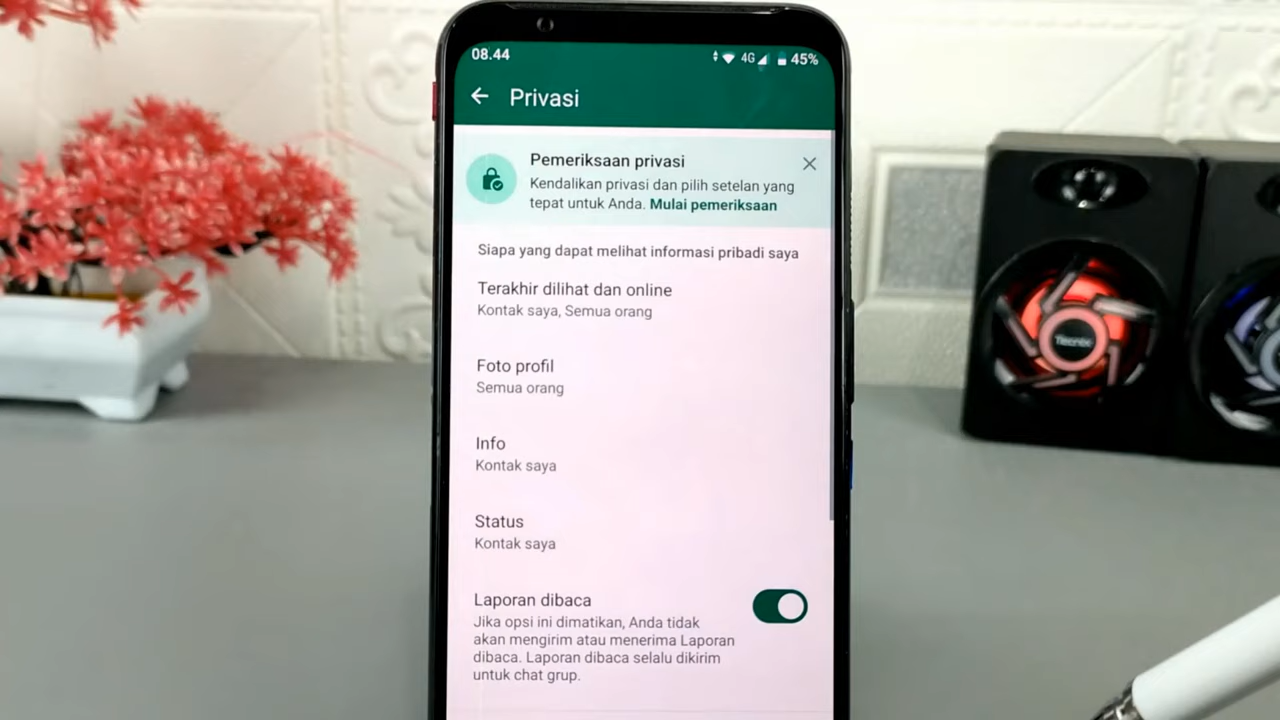 08.44
4G
45%
Privasi
Pemeriksaan privasi
Kendalikan privasi dan pilih setelan yang
tepat untuk Anda. Mulai pemeriksaan
Siapa yang dapat melihat informasi pribadi saya
Terakhir dilihat dan online
Kontak saya, Semua orang
Foto profil
Semua orang
Info
Kontak saya
Status
Kontak saya
Laporan dibaca
Jika opsi ini dimatikan, Anda tidak
akan mengirim atau menerima Laporan
dibaca. Laporan dibaca selalu dikirim
untuk chat grup.